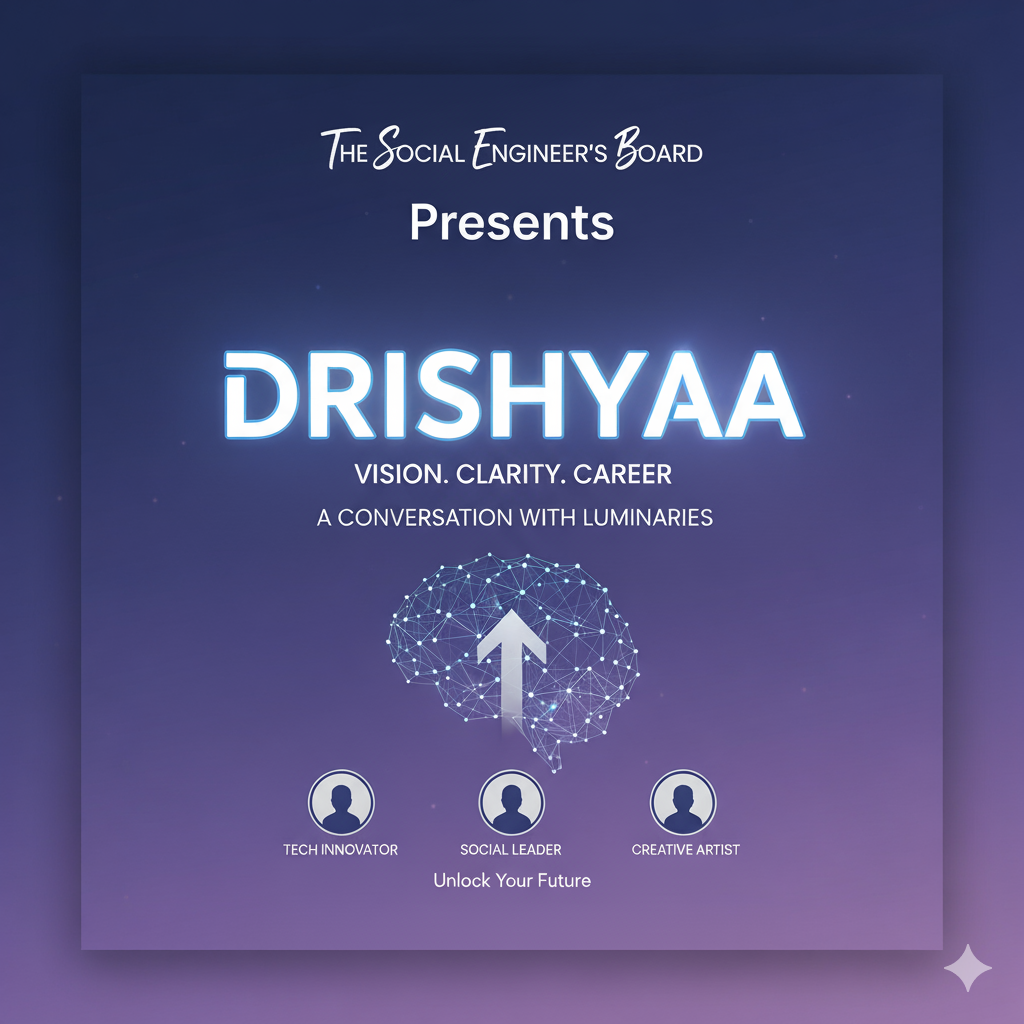 THE SOCIAL ENGINEER'S BOARD
Presents
DRISHYAA
VISION. CLARITY. CAREER
A CONVERSATION WITH LUMINARIES
TECH INNOVATOR SOCIAL LEADER CREATIVE ARTIST
Unlock Your Future